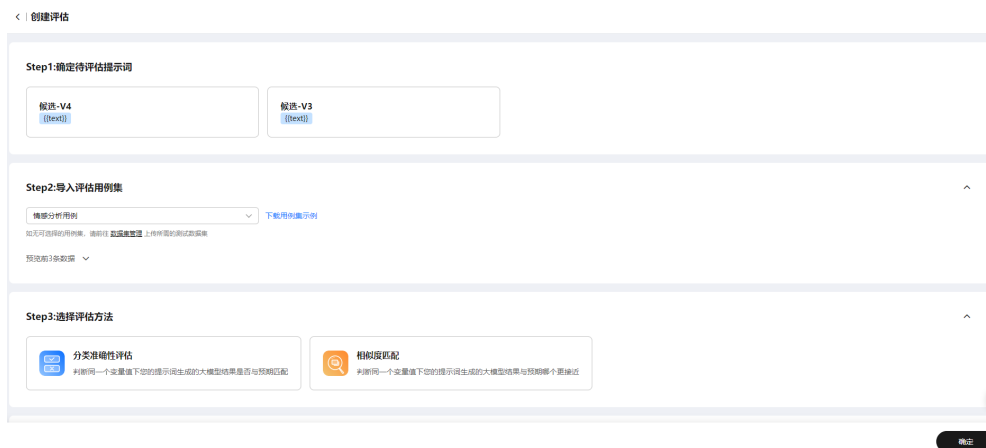 创建评估
Step1:确定待评估提示词
候选-V4
{{text}}
候选-V3
{{text}}
Step2:导入评估用例集
情感分析用例 下载用例集示例
如无可选择的用例集，请前往 数据集管理 上传所需的测试数据集
预览前3条数据
Step3:选择评估方法
分类准确性评估
判断同一个变量值下您的提示词生成的大模型结果是否与预期匹配
相似度匹配
判断同一个变量值下您的提示词生成的大模型结果与预期哪个更接近
确定